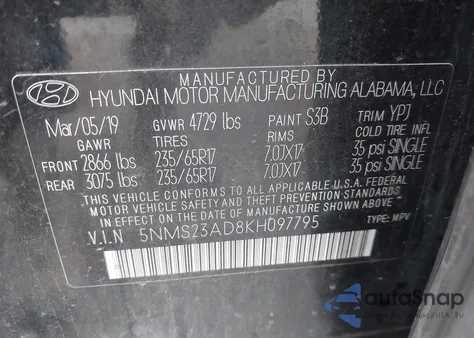 MANUFACTURED BY
HYUNDAI MOTOR MANUFACTURING ALABAMA, LLC
Mar/05/19 GVWR 4729 lbs PAINT S3B TRIM YPJ
GAWR TIRES RIMS COLD TIRE INFL
FRONT 2866 lbs 235/65R17 7.0JX17 35 psi SINGLE
REAR 3075 lbs 235/65R17 7.0JX17 35 psi SINGLE
THIS VEHICLE CONFORMS TO ALL APPLICABLE U.S.A. FEDERAL
MOTOR VEHICLE SAFETY AND THEFT PREVENTION STANDARDS
IN EFFECT ON THE DATE OF MANUFACTURE SHOWN ABOVE.
V.I.N 5NMS23AD8KH097795 TYPE: MPV
autoSnap